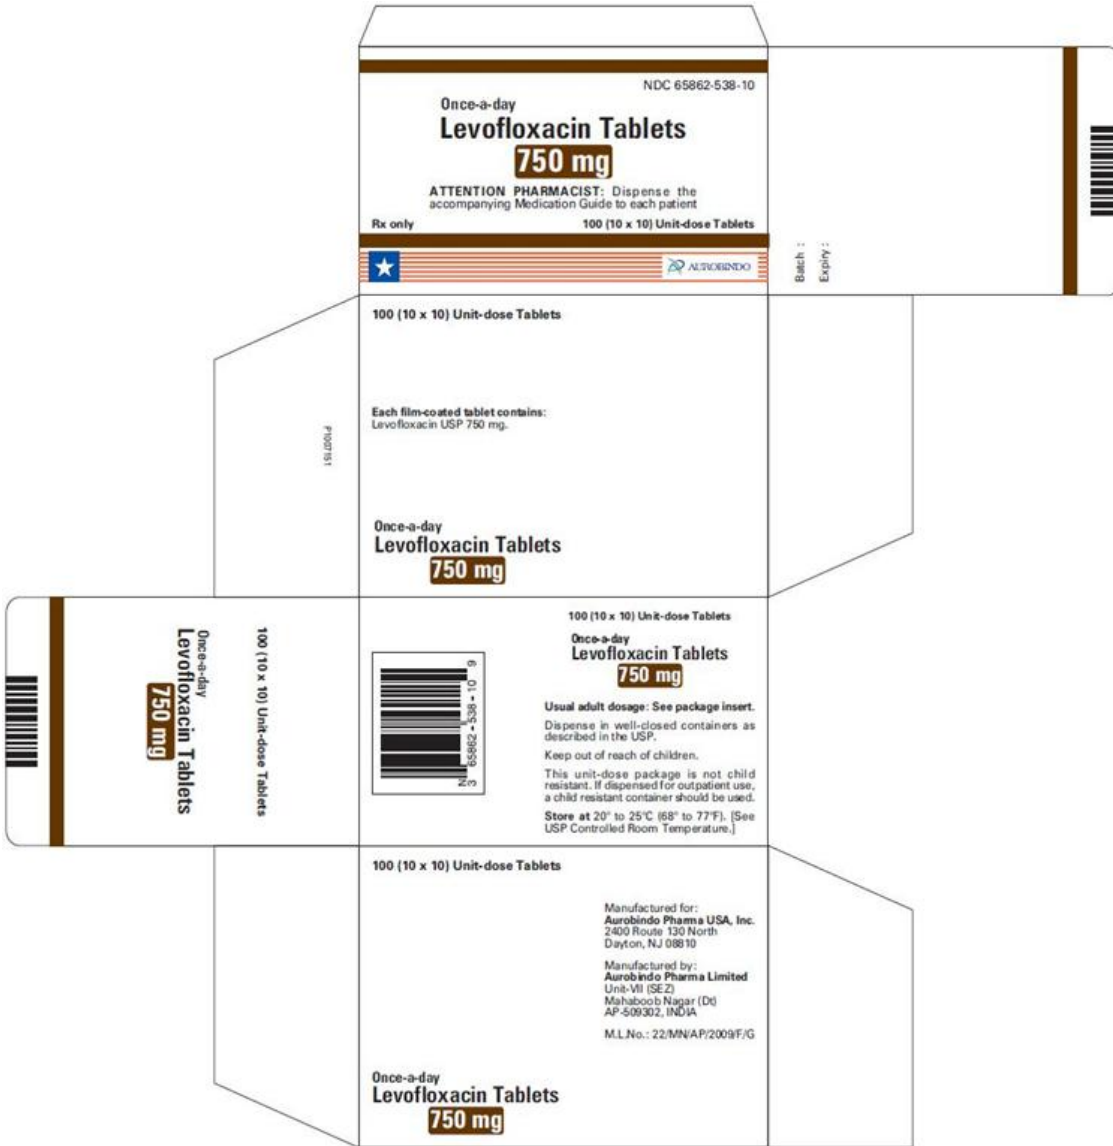 NDC 65862-538-10
Once-a-day
Levofloxacin Tablets
750 mg
ATTENTION PHARMACIST: Dispense the
accompanying Medication Guide to each patient
Rx only
100 (10 x 10) Unit-dose Tablets
AUROBINDO
Batch :
Expiry :
100 (10 x 10) Unit-dose Tablets
Each film-coated tablet contains:
Levofloxacin USP 750 mg.
P1007151
Once-a-day
Levofloxacin Tablets
750 mg
100 (10 x 10) Unit-dose Tablets
Once-a-day
Levofloxacin Tablets
750 mg
N
3 65862-538-10 9
100 (10 x 10) Unit-dose Tablets
Once-a-day
Levofloxacin Tablets
750 mg
Usual adult dosage: See package insert.
Dispense in well-closed containers as
described in the USP.
Keep out of reach of children.
This unit-dose package is not child
resistant. If dispensed for outpatient use,
a child resistant container should be used.
Store at 20° to 25°C (68° to 77°F). [See
USP Controlled Room Temperature.]
100 (10 x 10) Unit-dose Tablets
Manufactured for:
Aurobindo Pharma USA, Inc.
2400 Route 130 North
Dayton, NJ 08810
Manufactured by:
Aurobindo Pharma Limited
Unit-VII (SEZ)
Mahaboob Nagar (Dt)
AP-509302, INDIA
M.L.No.: 22/MN/AP/2009/F/G
Once-a-day
Levofloxacin Tablets
750 mg